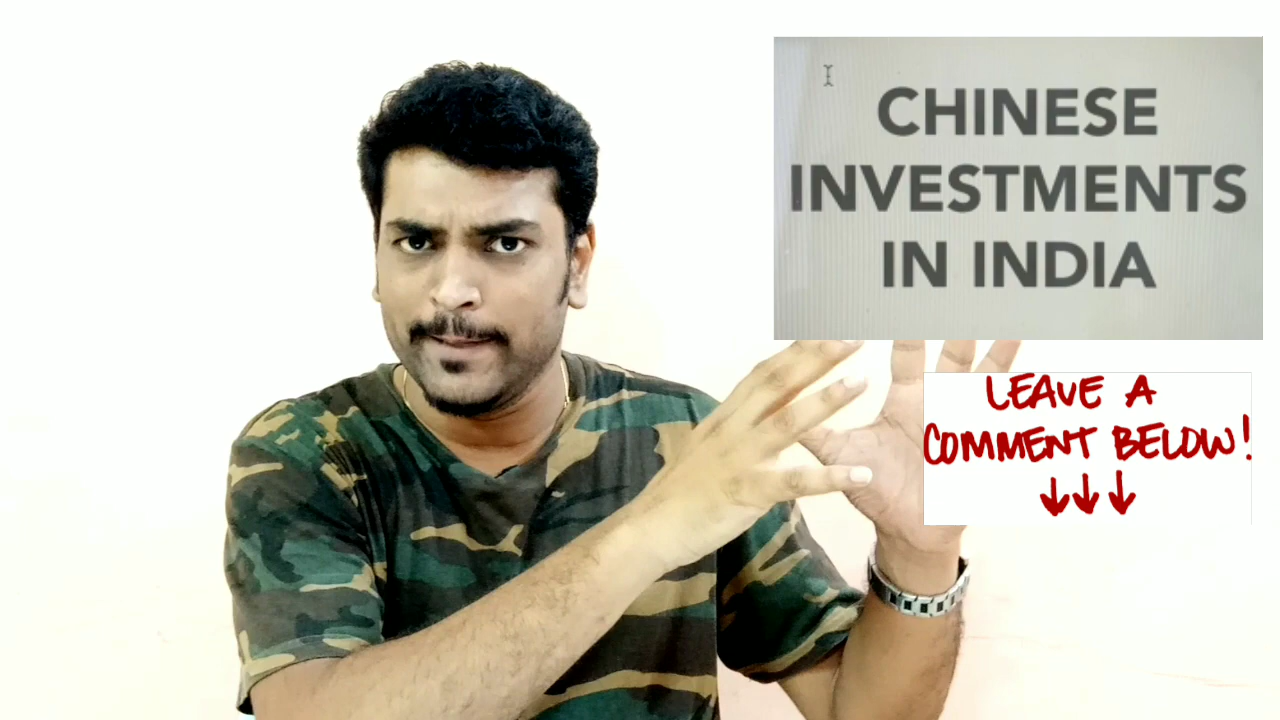 CHINESE
INVESTMENTS
IN INDIA
LEAVE A
COMMENT BELOW!